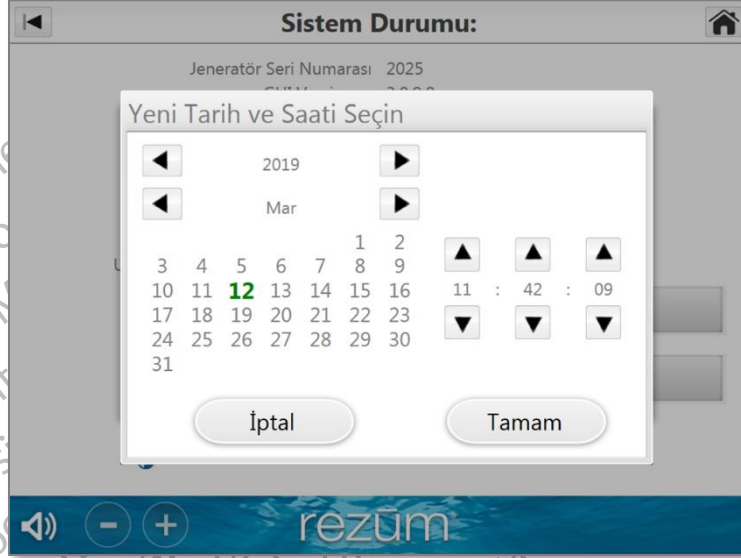 Sistem Durumu:
Jeneratör Seri Numarası 2025
Yeni Tarih ve Saati Seçin
2019
Mar
1 2
3 4 5 6 7 8 9
10 11 12 13 14 15 16
17 18 19 20 21 22 23
24 25 26 27 28 29 30
31
11 : 42 : 09
İptal Tamam
rezūm